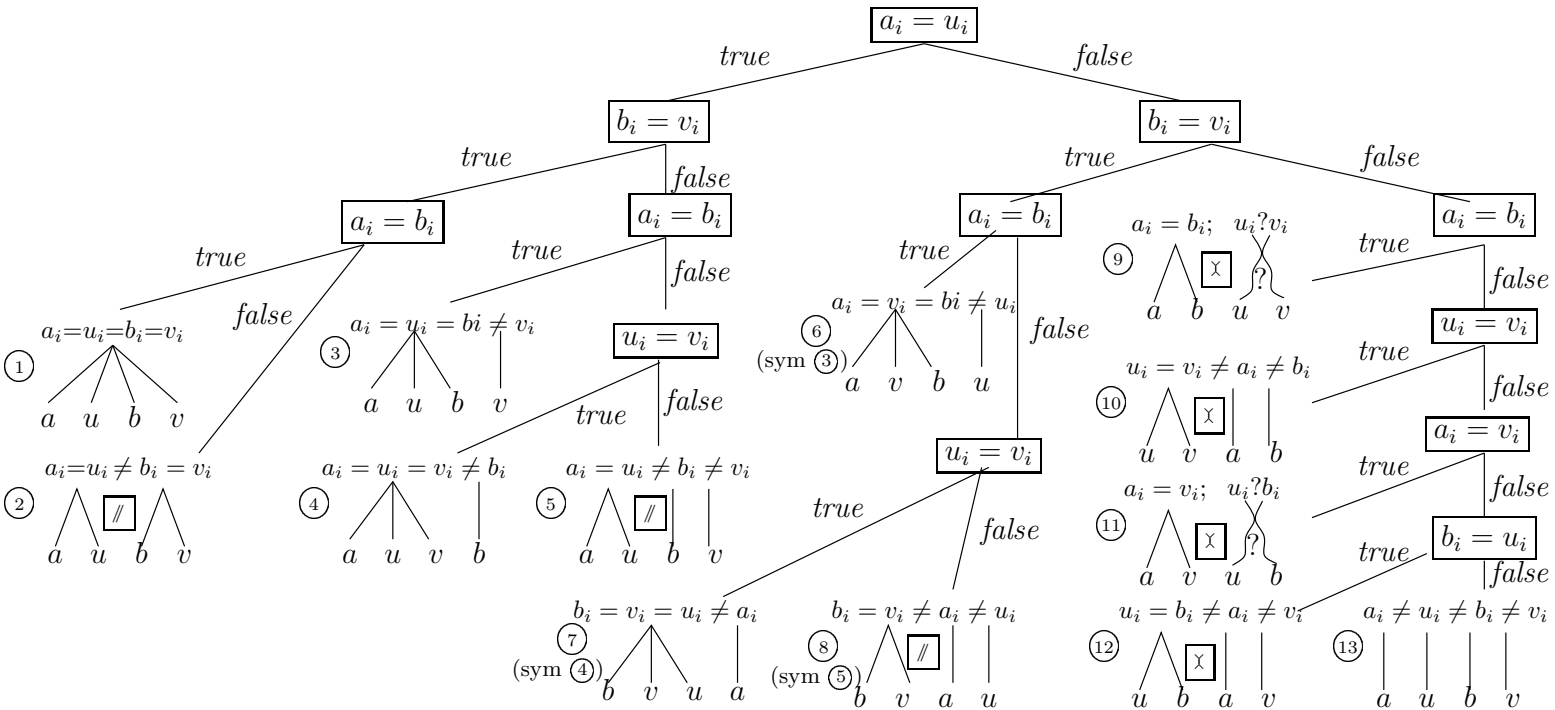 a_i = u_i
true false
b_i = v_i b_i = v_i
true false true false
a_i = b_i a_i = b_i a_i = b_i a_i = b_i
a_i = b_i; u_i?v_i
true true true true
9 ?
false false false
a b u v
a_i=u_i=b_i=v_i
false
a_i = u_i = bi ≠ v_i
a_i = v_i = bi ≠ u_i
u_i = v_i u_i = v_i
1 3 6
(sym 3)
false
true
u_i = v_i ≠ a_i ≠ b_i
a u b v
a u b v
a v b u
true false
10
false
a_i = v_i
u v a b
u_i = v_i
a_i=u_i ≠ b_i = v_i
a_i = u_i = v_i ≠ b_i
a_i = u_i ≠ b_i ≠ v_i
true
a_i = v_i; u_i?b_i
false
2 //
4
5 //
true false
11 ?
b_i = u_i
a u b v
a u v b
a u b v
a v u b
true false
b_i = v_i = u_i ≠ a_i
b_i = v_i ≠ a_i ≠ u_i
u_i = b_i ≠ a_i ≠ v_i
a_i ≠ u_i ≠ b_i ≠ v_i
7
8 //
12
13
(sym 4)
(sym 5)
b v u a
b v a u
u b a v
a u b v